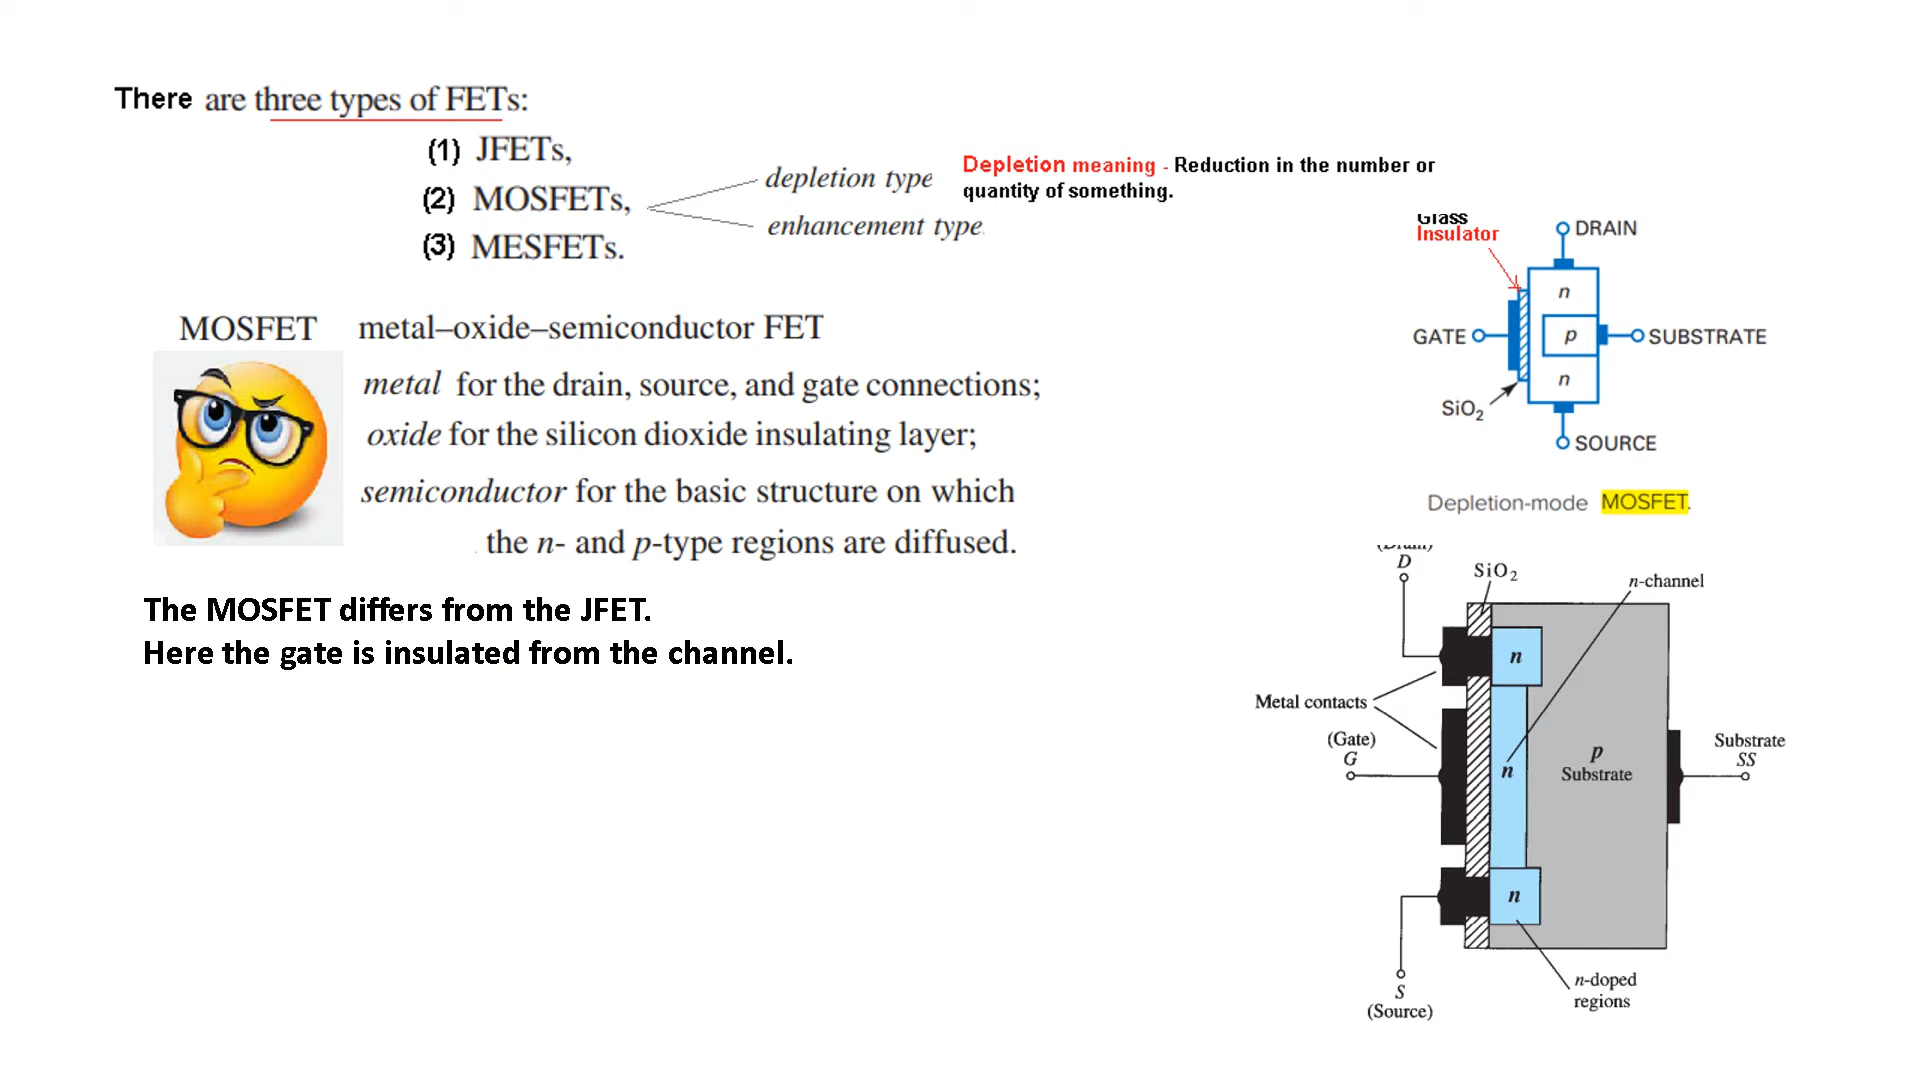 There are three types of FETs:
(1) JFETs,
(2) MOSFETs,
(3) MESFETs.
depletion type
enhancement type
Depletion meaning - Reduction in the number or
quantity of something.
MOSFET metal–oxide–semiconductor FET
metal for the drain, source, and gate connections;
oxide for the silicon dioxide insulating layer;
semiconductor for the basic structure on which
the n- and p-type regions are diffused.
The MOSFET differs from the JFET.
Here the gate is insulated from the channel.
Glass
Insulator
DRAIN
n
GATE
p
SUBSTRATE
n
SiO₂
SOURCE
Depletion-mode MOSFET.
(Drain)
D
SiO₂
n-channel
n
Metal contacts
(Gate)
G
n
p
Substrate
Substrate
SS
n
n-doped
regions
S
(Source)